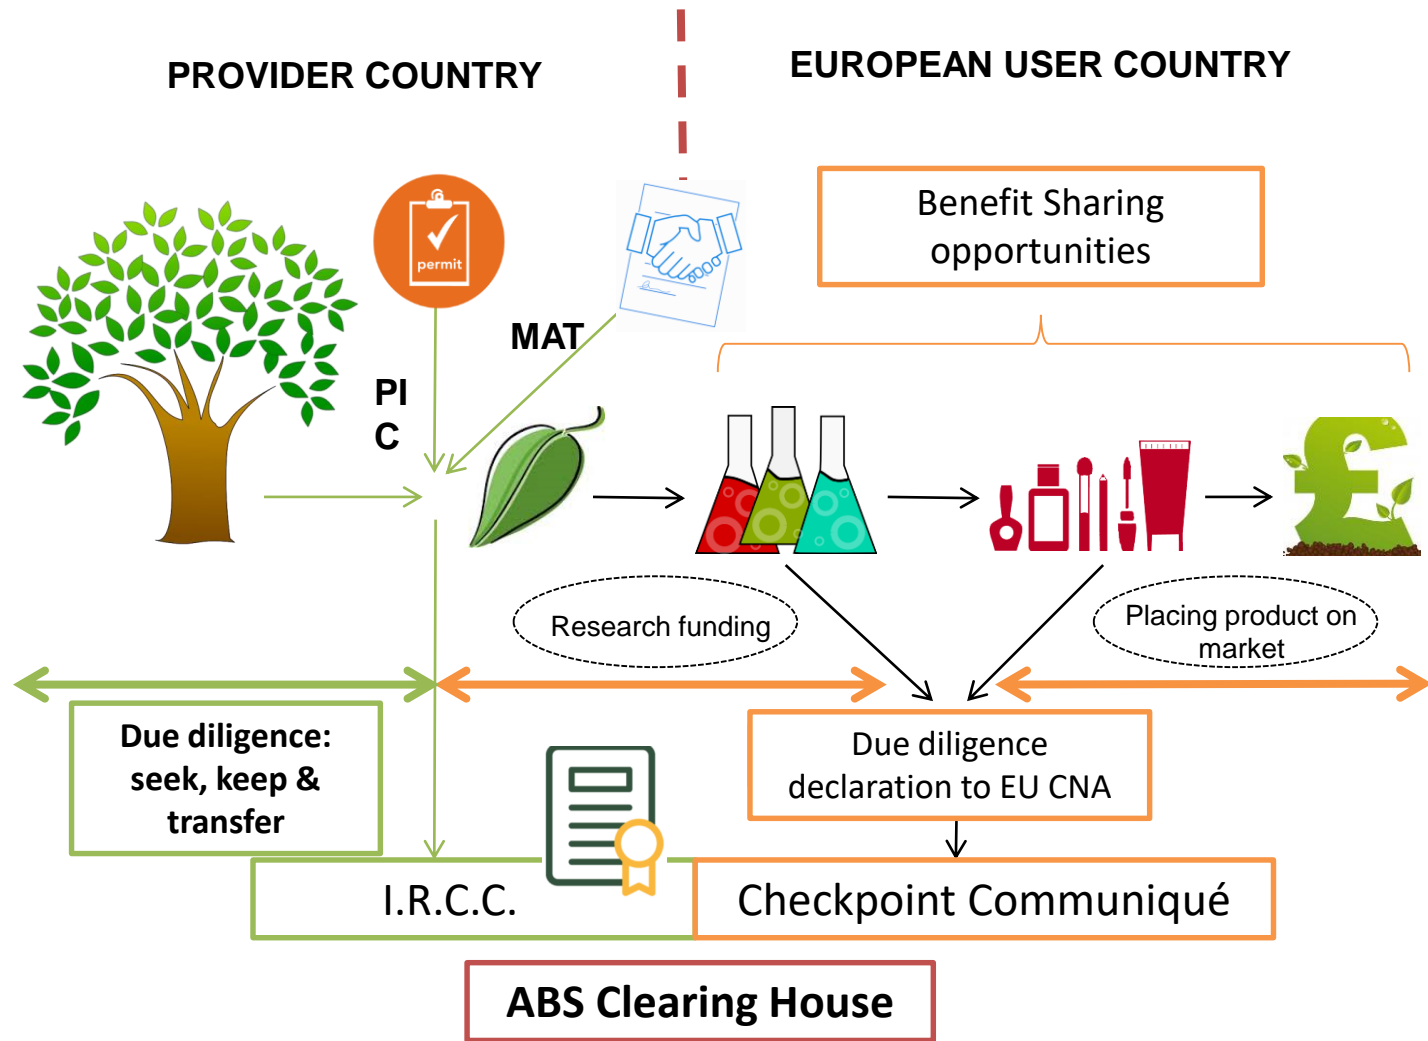 PROVIDER COUNTRY
EUROPEAN USER COUNTRY
permit
Benefit Sharing
opportunities
MAT
PI
C
£
Research funding
Placing product on
market
Due diligence:
seek, keep &
transfer
Due diligence
declaration to EU CNA
I.R.C.C.
Checkpoint Communiqué
ABS Clearing House